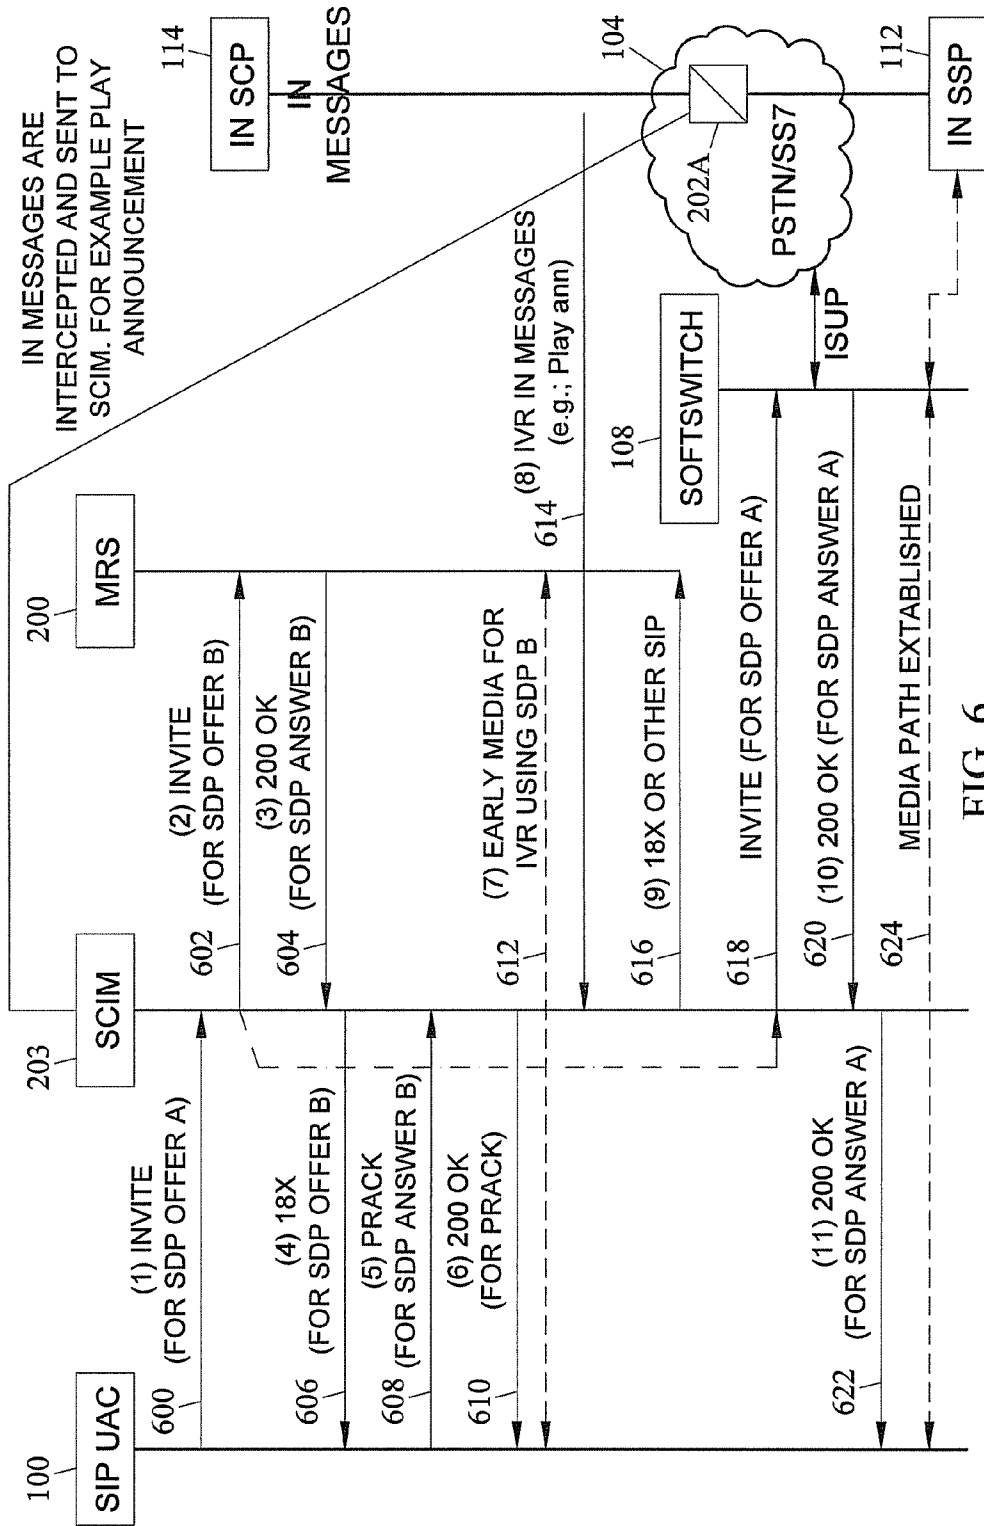 IN MESSAGES ARE
INTERCEPTED AND SENT TO
SCIM. FOR EXAMPLE PLAY
ANNOUNCEMENT
100
SIP UAC
203
SCIM
200
MRS
114
IN SCP
IN
MESSAGES
(1) INVITE
(FOR SDP OFFER A)
600
(2) INVITE
(FOR SDP OFFER B)
602
(3) 200 OK
(FOR SDP ANSWER B)
604
(4) 18X
(FOR SDP OFFER B)
606
(5) PRACK
(FOR SDP ANSWER B)
608
(6) 200 OK
(FOR PRACK)
610
(7) EARLY MEDIA FOR
IVR USING SDP B
612
(8) IVR IN MESSAGES
(e.g.; Play ann)
614
(9) 18X OR OTHER SIP
616
108
SOFTSWITCH
104
202A
PSTN/SS7
ISUP
112
IN SSP
INVITE (FOR SDP OFFER A)
618
(10) 200 OK (FOR SDP ANSWER A)
620
(11) 200 OK
(FOR SDP ANSWER A)
622
MEDIA PATH EXTABLISHED
624
FIG. 6